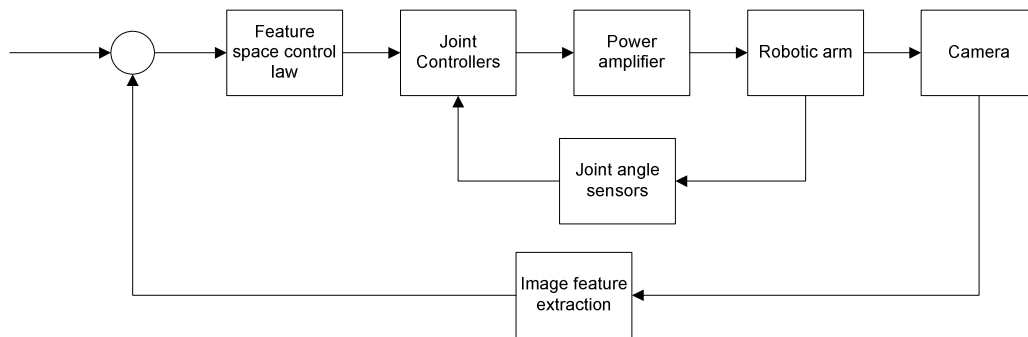 Feature
space control
law
Joint
Controllers
Power
amplifier
Robotic arm
Camera
Joint angle
sensors
Image feature
extraction